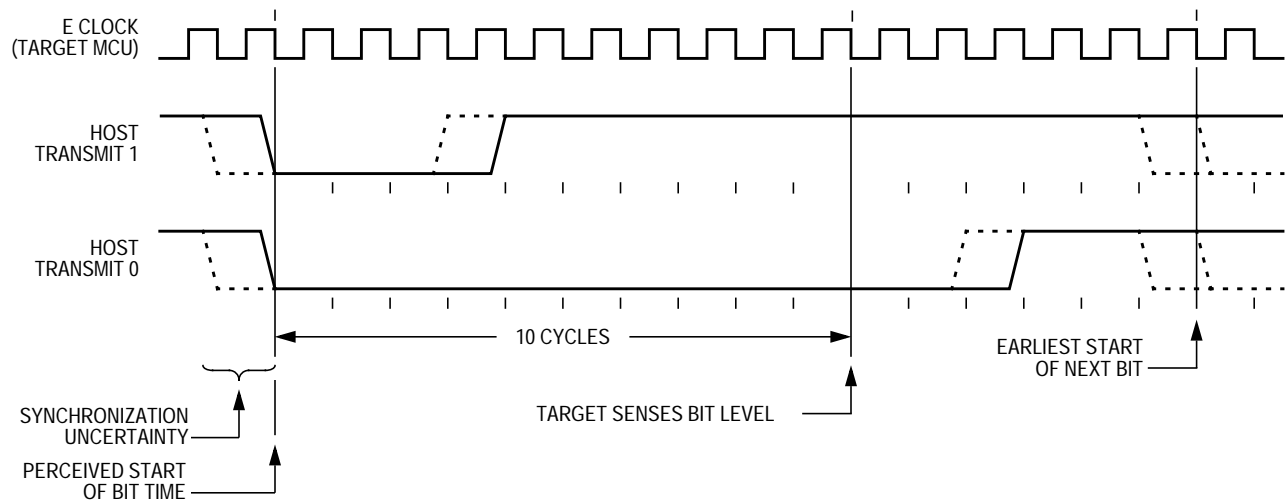 E CLOCK
(TARGET MCU)
HOST
TRANSMIT 1
HOST
TRANSMIT 0
10 CYCLES
EARLIEST START
OF NEXT BIT
TARGET SENSES BIT LEVEL
SYNCHRONIZATION
UNCERTAINTY
PERCEIVED START
OF BIT TIME